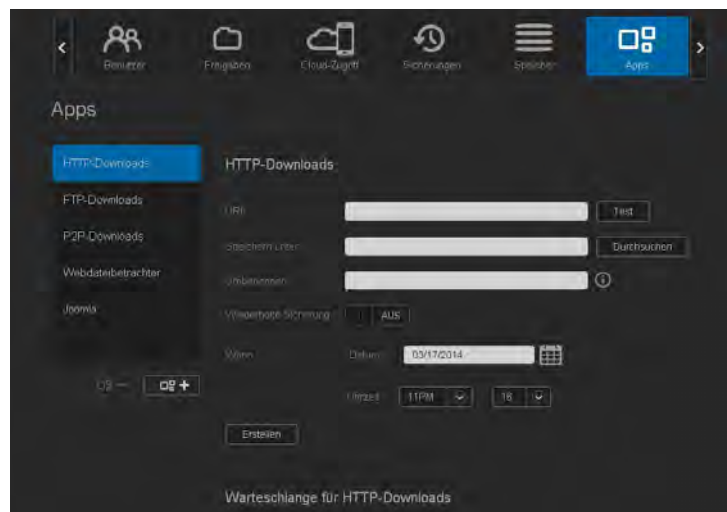 Benutzer
Freigaben
Cloud-Zugriff
Sicherungen
Speicher
Apps
Apps
HTTP-Downloads
FTP-Downloads
P2P-Downloads
Webdateibetrachter
Joomla
HTTP-Downloads
URL
Test
Speichern unter
Durchsuchen
Umbenennen
Wiederhole Sicherung
AUS
Wann
Datum
03/17/2014
Uhrzeit
11PM
16
Erstellen
Warteschlange für HTTP-Downloads